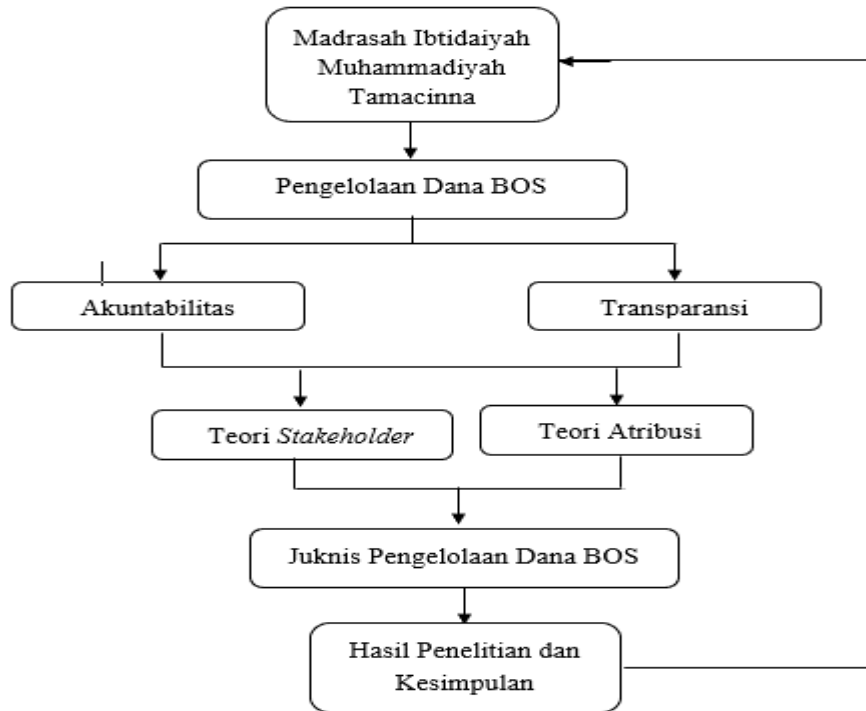 Madrasah Ibtidaiyah
Muhammadiyah
Tamacinna
Pengelolaan Dana BOS
Akuntabilitas
Transparansi
Teori Stakeholder
Teori Atribusi
Juknis Pengelolaan Dana BOS
Hasil Penelitian dan
Kesimpulan